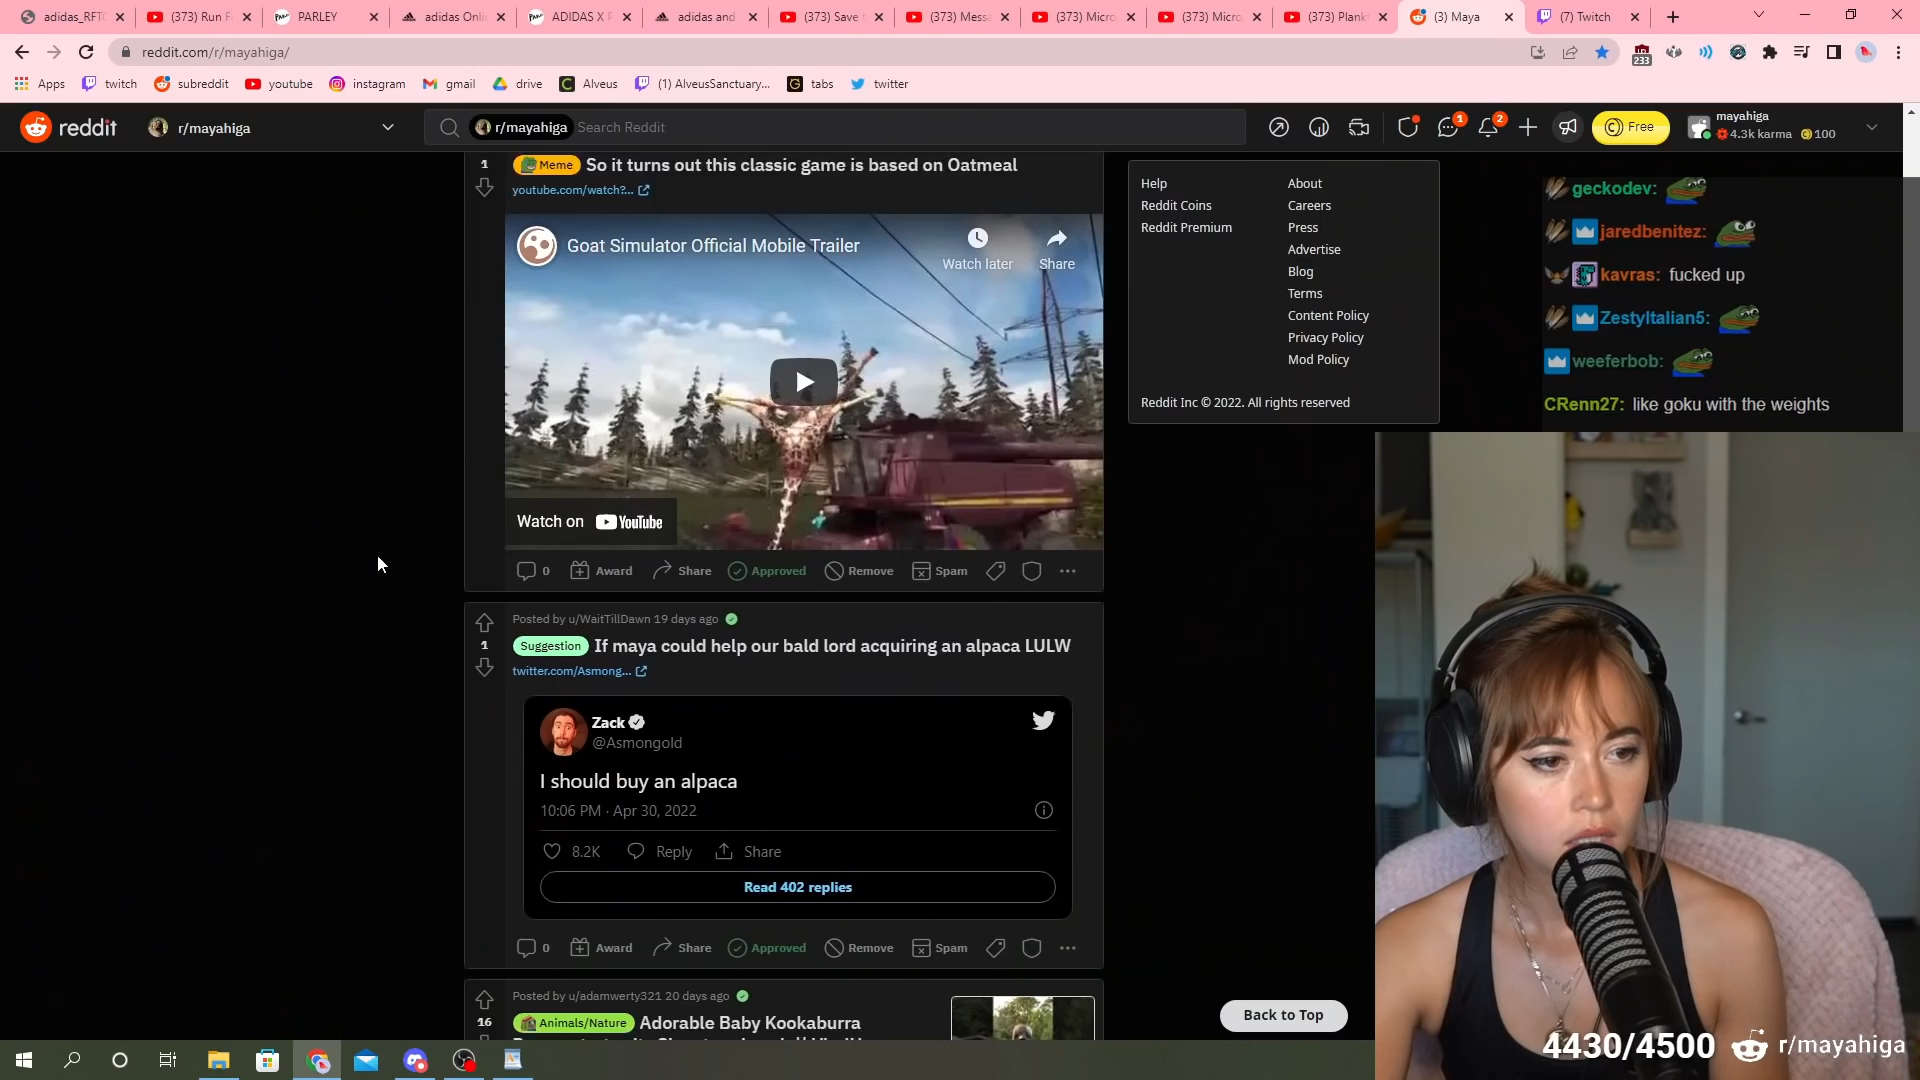 adidas_RFTO
(373) Run F
PARLEY
adidas Onli
ADIDAS X P
adidas and
(373) Save t
(373) Messa
(373) Micro
(373) Micro
(373) Plank
(3) Maya
(7) Twitch
reddit.com/r/mayahiga/
233
Apps
twitch
subreddit
youtube
instagram
gmail
drive
Alveus
(1) AlveusSanctuary...
tabs
twitter
reddit
r/mayahiga
r/mayahiga
Search Reddit
1
2
Free
mayahiga
4.3k karma
100
1
Meme
So it turns out this classic game is based on Oatmeal
youtube.com/watch?...
Goat Simulator Official Mobile Trailer
Watch later
Share
Watch on YouTube
0
Award
Share
Approved
Remove
Spam
Posted by u/WaitTillDawn 19 days ago
1
Suggestion
If maya could help our bald lord acquiring an alpaca LULW
twitter.com/Asmong...
Zack
@Asmongold
I should buy an alpaca
10:06 PM · Apr 30, 2022
8.2K
Reply
Share
Read 402 replies
0
Award
Share
Approved
Remove
Spam
Posted by u/adamwerty321 20 days ago
16
Animals/Nature
Adorable Baby Kookaburra
Help
Reddit Coins
Reddit Premium
About
Careers
Press
Advertise
Blog
Terms
Content Policy
Privacy Policy
Mod Policy
Reddit Inc © 2022. All rights reserved
Back to Top
geckodev:
jaredbenitez:
kavras: fucked up
ZestyItalian5:
weeferbob:
CRenn27: like goku with the weights
4430/4500
r/mayahiga